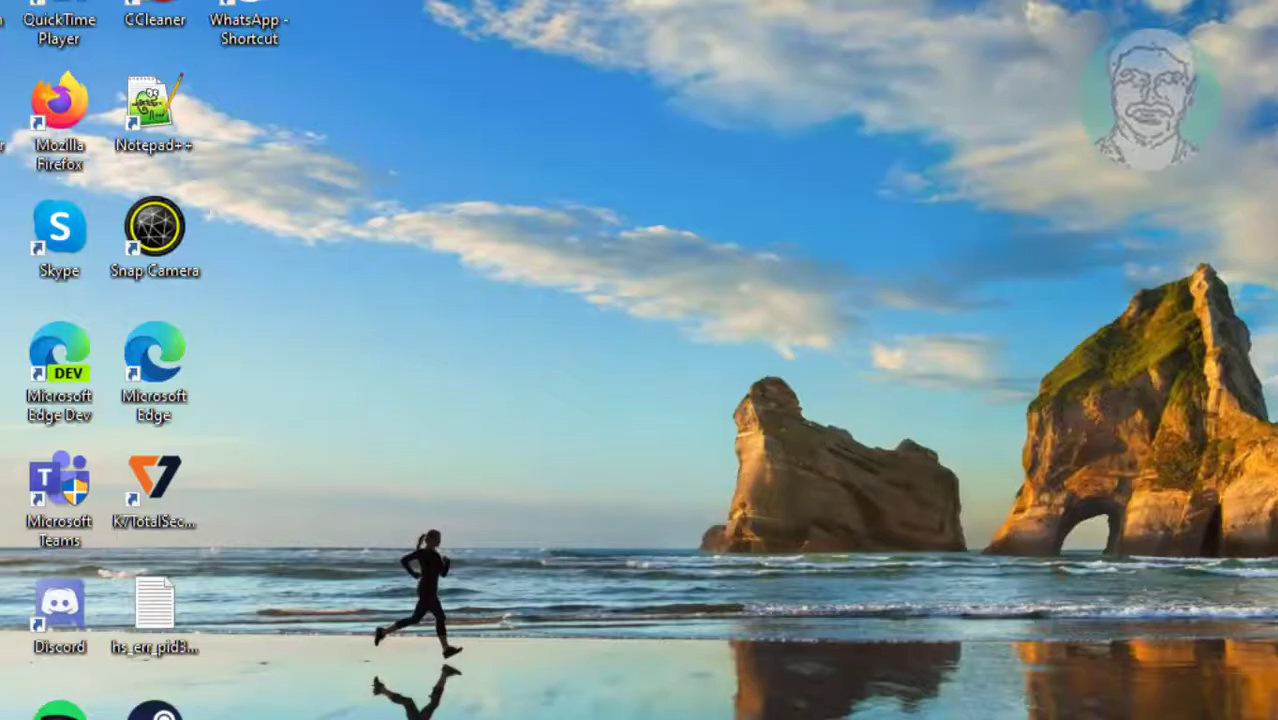 QuickTime
Player
CCleaner
WhatsApp -
Shortcut
Mozilla
Firefox
Notepad++
Skype
Snap Camera
DEV
Microsoft
Edge Dev
Microsoft
Edge
Microsoft
Teams
K7TotalSec...
Discord
hs_err_pid3...